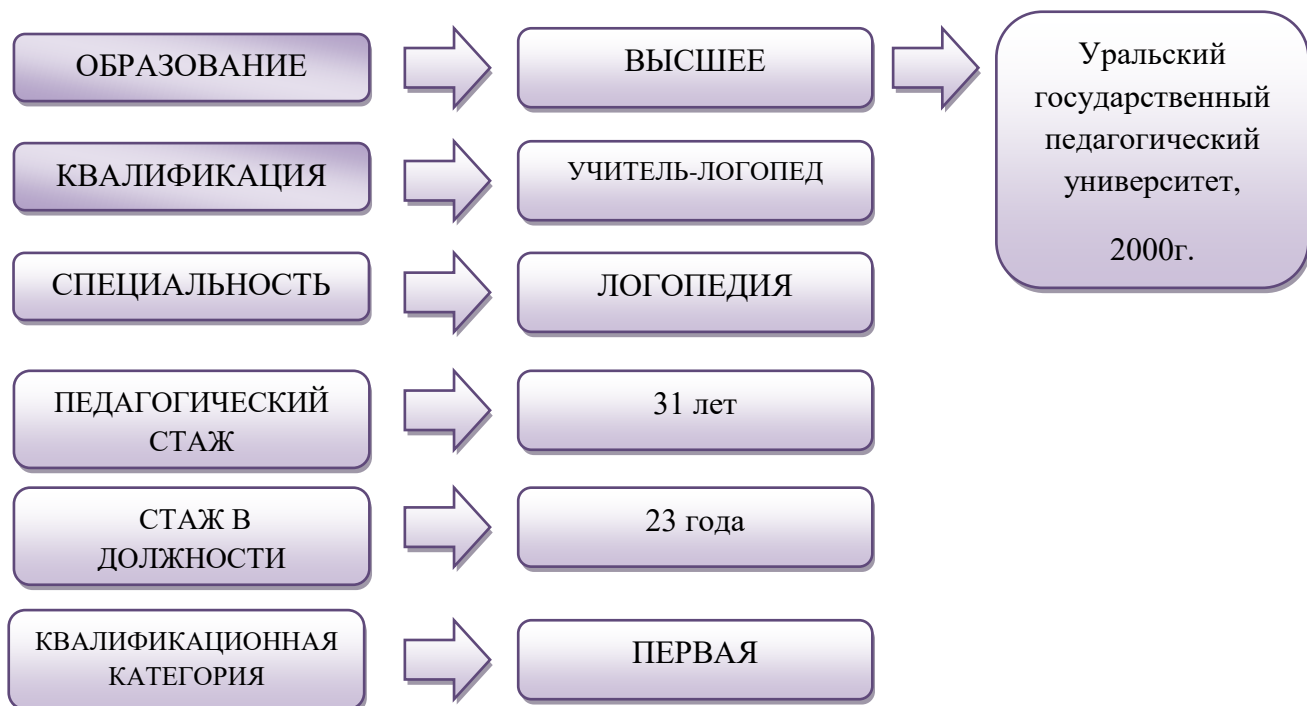 ОБРАЗОВАНИЕ
ВЫСШЕЕ
Уральский
государственный
педагогический
университет,
2000г.
КВАЛИФИКАЦИЯ
УЧИТЕЛЬ-ЛОГОПЕД
СПЕЦИАЛЬНОСТЬ
ЛОГОПЕДИЯ
ПЕДАГОГИЧЕСКИЙ
СТАЖ
31 лет
СТАЖ В
ДОЛЖНОСТИ
23 года
КВАЛИФИКАЦИОННАЯ
КАТЕГОРИЯ
ПЕРВАЯ